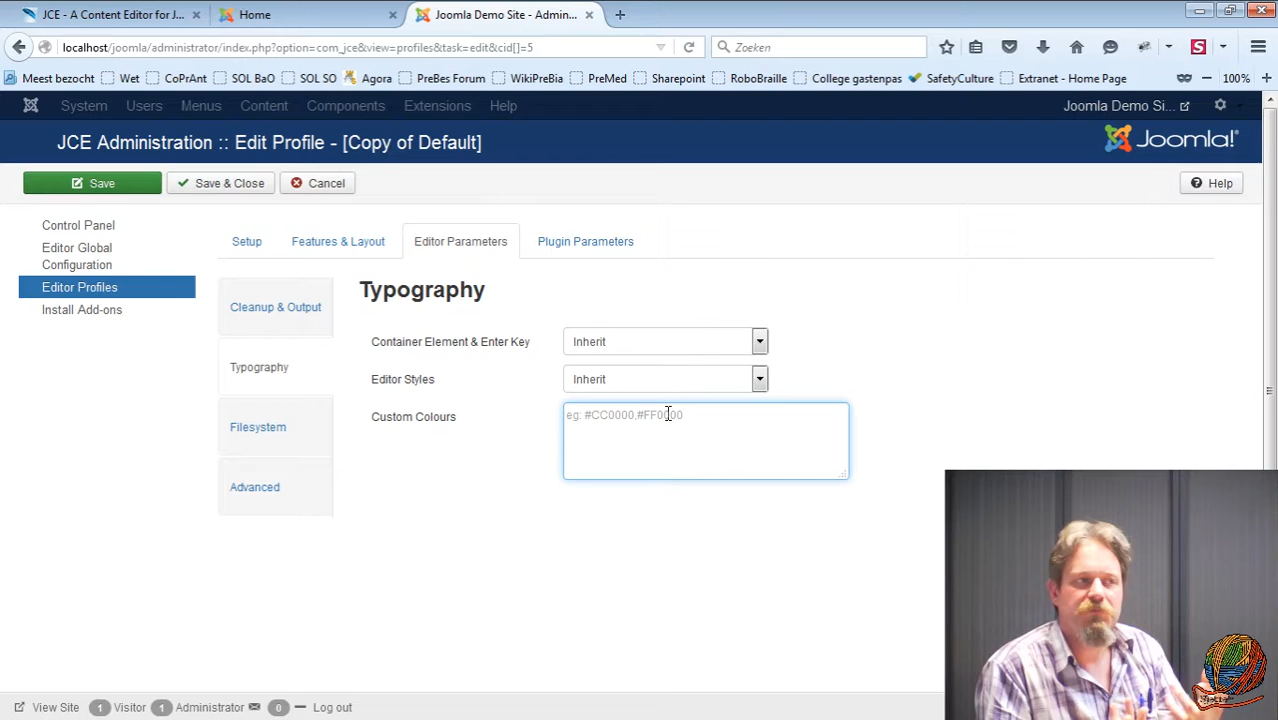 JCE - A Content Editor for J... × Home × Joomla Demo Site - Admin... × +
localhost/joomla/administrator/index.php?option=com_jce&view=profiles&task=edit&cid[]=5 Zoeken
Meest bezocht Wet CoPrAnt SOL BaO SOL SO Agora PreBes Forum WikiPreBia PreMed Sharepoint RoboBraille College gastenpas SafetyCulture Extranet - Home Page 100%
System Users Menus Content Components Extensions Help Joomla Demo Si...
JCE Administration :: Edit Profile - [Copy of Default] Joomla!
Save Save & Close Cancel Help
Control Panel
Editor Global Configuration
Editor Profiles
Install Add-ons
Setup Features & Layout Editor Parameters Plugin Parameters
Cleanup & Output
Typography
Filesystem
Advanced
Typography
Container Element & Enter Key Inherit
Editor Styles Inherit
Custom Colours eg: #CC0000,#FF0000
View Site 1 Visitor 1 Administrator 0 Log out